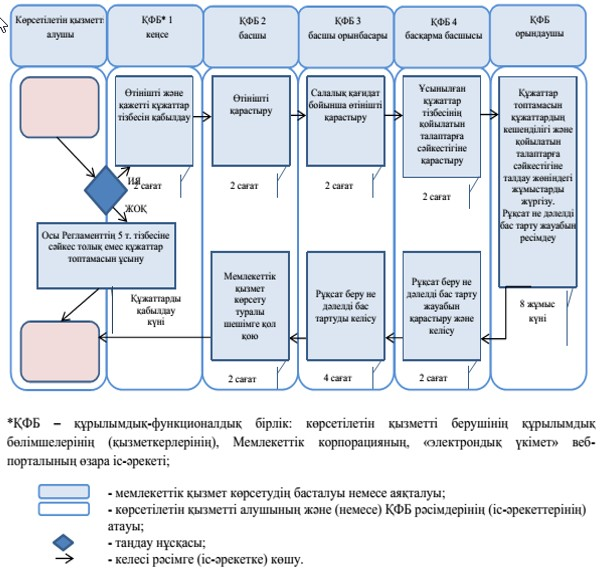 Көрсетілетін қызметті
алушы
ҚФБ* 1
кеңсе
ҚФБ 2
басшы
ҚФБ 3
басшы орынбасары
ҚФБ 4
басқарма басшысы
ҚФБ
орындаушы
Өтінішті және
қажетті құжаттар
тізбесін қабылдау
Өтінішті
қарастыру
Салалық қағидат
бойынша өтінішті
қарастыру
Ұсынылған
құжаттар
тізбесінің
қойылатын
талаптарға
сәйкестігіне
қарастыру
Құжаттар
топтамасын
құжаттардың
кешенділігі және
қойылатын
талаптарға
сәйкестігіне
талдау жөніндегі
жұмыстарды
жүргізу.
Рұқсат не дәлелді
бас тарту жауабын
ресімдеу
ИЯ
2 сағат
2 сағат
2 сағат
2 сағат
ЖОҚ
Осы Регламенттің 5 т. тізбесіне
сәйкес толық емес құжаттар
топтамасын ұсыну
Құжаттарды
қабылдау
күні
Мемлекеттік
қызмет
көрсету
туралы
шешімге қол
қою
Рұқсат беру не
дәлелді бас
тартуды келісу
Рұқсат беру не
дәлелді бас тарту
жауабын
қарастыру және
келісу
8 жұмыс
күні
2 сағат
4 сағат
2 сағат
*ҚФБ – құрылымдық-функционалдық бірлік: көрсетілетін қызметті берушінің құрылымдық
бөлімшелерінің (қызметкерлерінің), Мемлекеттік корпорацияның, «электрондық үкімет» веб-
порталының өзара іс-әрекеті;
- мемлекеттік қызмет көрсетудің басталуы немесе аяқталуы;
- көрсетілетін қызметті алушының және (немесе) ҚФБ рәсімдерінің (іс-әрекеттерінің)
атауы;
- таңдау нұсқасы;
- келесі рәсімге (іс-әрекетке) көшу.